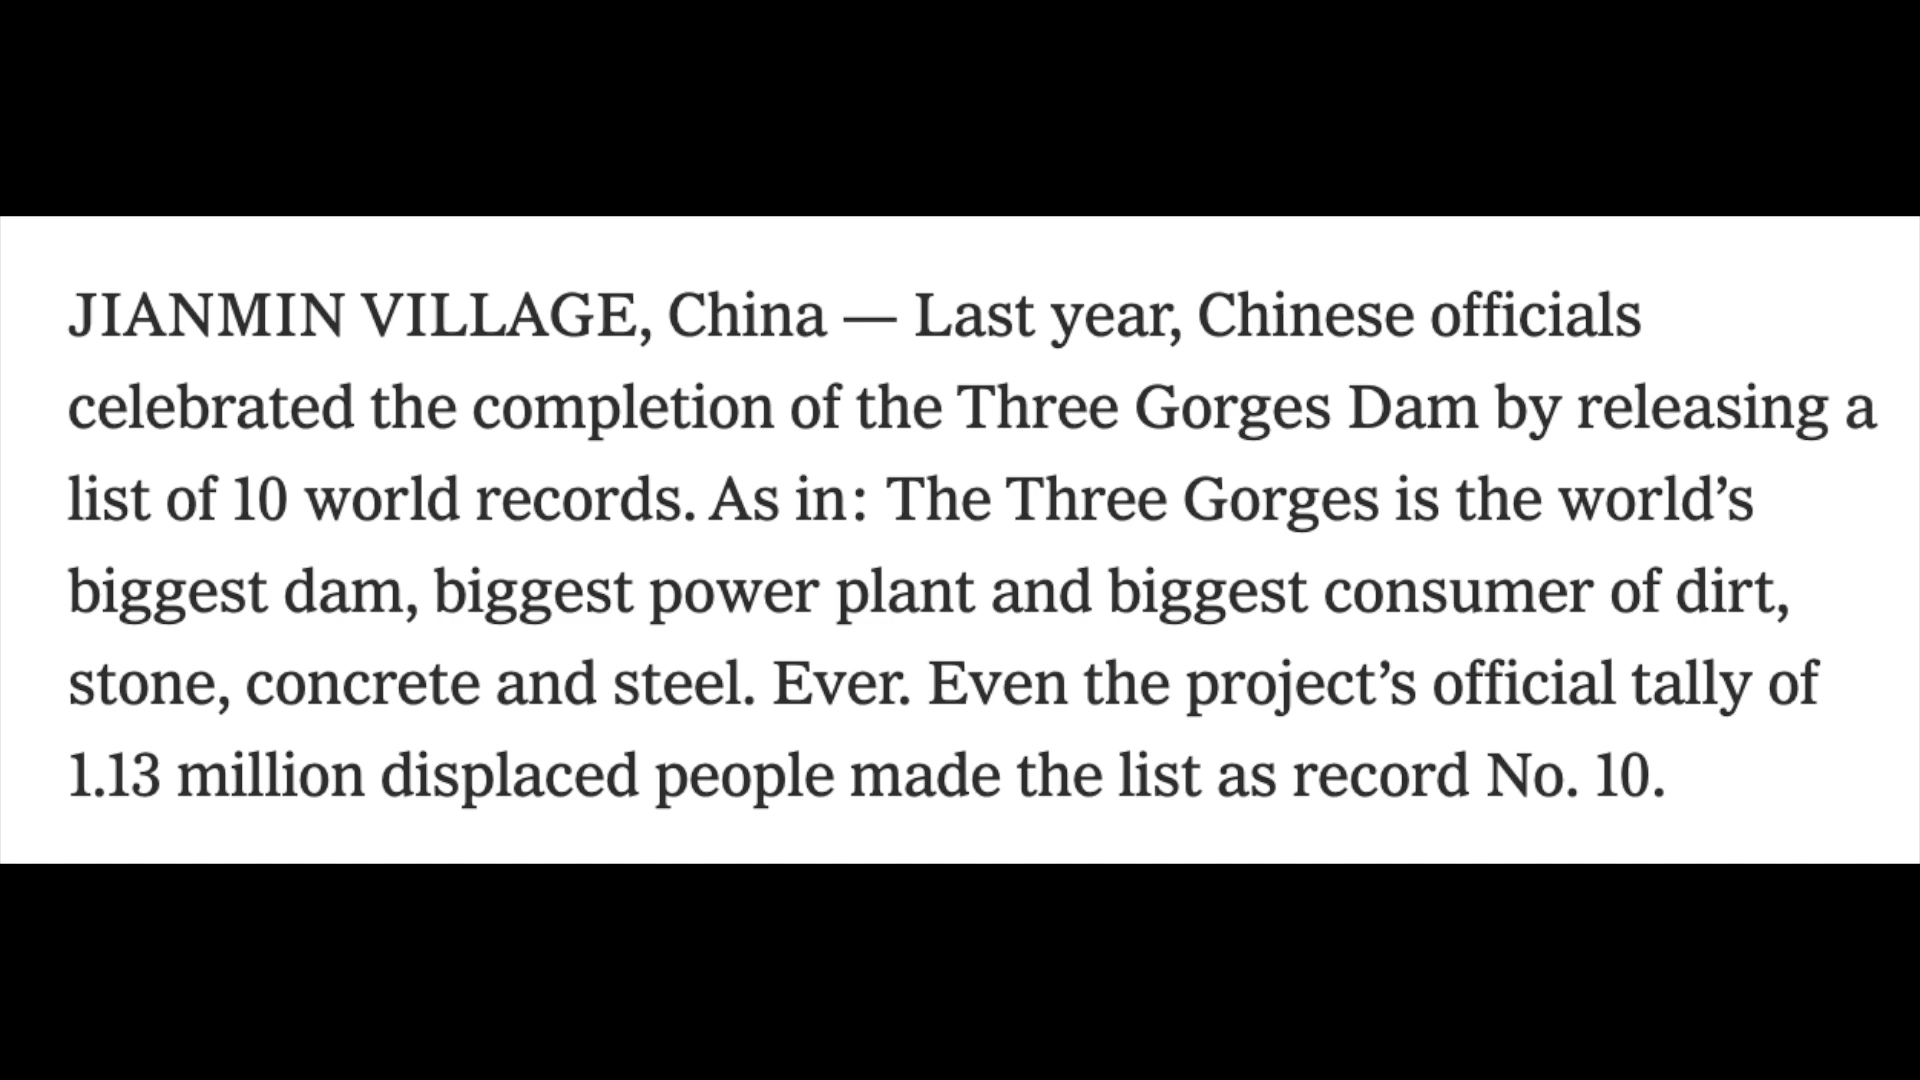 JIANMIN VILLAGE, China — Last year, Chinese officials
celebrated the completion of the Three Gorges Dam by releasing a
list of 10 world records. As in: The Three Gorges is the world’s
biggest dam, biggest power plant and biggest consumer of dirt,
stone, concrete and steel. Ever. Even the project’s official tally of
1.13 million displaced people made the list as record No. 10.